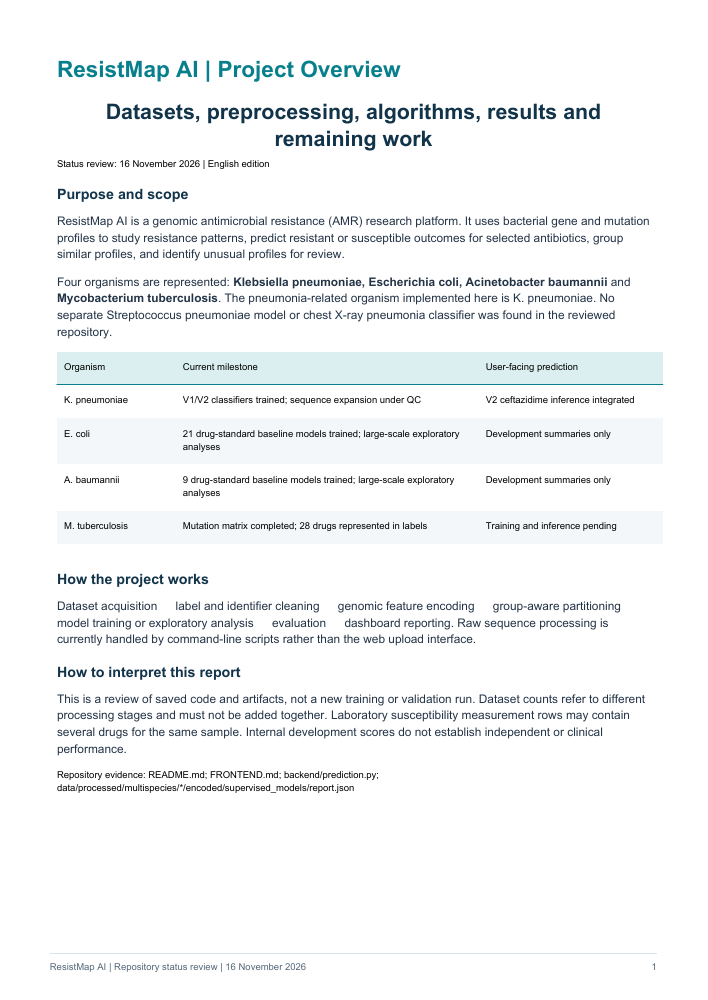 ResistMap AI | Project Overview
Datasets, preprocessing, algorithms, results and
remaining work
Status review: 16 November 2026 | English edition
Purpose and scope
ResistMap AI is a genomic antimicrobial resistance (AMR) research platform. It uses bacterial gene and mutation
profiles to study resistance patterns, predict resistant or susceptible outcomes for selected antibiotics, group
similar profiles, and identify unusual profiles for review.
Four organisms are represented: Klebsiella pneumoniae, Escherichia coli, Acinetobacter baumannii and
Mycobacterium tuberculosis. The pneumonia-related organism implemented here is K. pneumoniae. No
separate Streptococcus pneumoniae model or chest X-ray pneumonia classifier was found in the reviewed
repository.
Organism Current milestone User-facing prediction
K. pneumoniae V1/V2 classifiers trained; sequence expansion under QC V2 ceftazidime inference integrated
E. coli 21 drug-standard baseline models trained; large-scale exploratory Development summaries only
analyses
A. baumannii 9 drug-standard baseline models trained; large-scale exploratory Development summaries only
analyses
M. tuberculosis Mutation matrix completed; 28 drugs represented in labels Training and inference pending
How the project works
Dataset acquisition label and identifier cleaning genomic feature encoding group-aware partitioning
model training or exploratory analysis evaluation dashboard reporting. Raw sequence processing is
currently handled by command-line scripts rather than the web upload interface.
How to interpret this report
This is a review of saved code and artifacts, not a new training or validation run. Dataset counts refer to different
processing stages and must not be added together. Laboratory susceptibility measurement rows may contain
several drugs for the same sample. Internal development scores do not establish independent or clinical
performance.
Repository evidence: README.md; FRONTEND.md; backend/prediction.py;
data/processed/multispecies/*/encoded/supervised_models/report.json
ResistMap AI | Repository status review | 16 November 2026 1